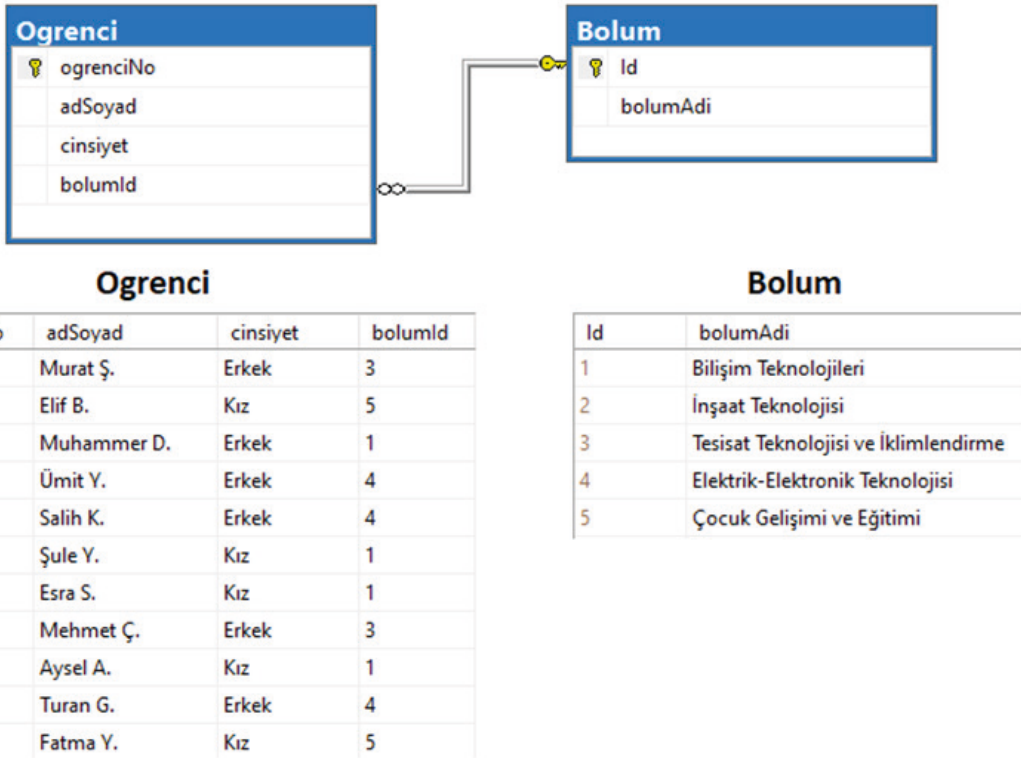 Ogrenci
ogrenciNo
adSoyad
cinsiyet
bolumId
Bolum
Id
bolumAdi
Ogrenci
adSoyad cinsiyet bolumId
Murat Ş. Erkek 3
Elif B. Kız 5
Muhammer D. Erkek 1
Ümit Y. Erkek 4
Salih K. Erkek 4
Şule Y. Kız 1
Esra S. Kız 1
Mehmet Ç. Erkek 3
Aysel A. Kız 1
Turan G. Erkek 4
Fatma Y. Kız 5
Bolum
Id bolumAdi
1 Bilişim Teknolojileri
2 İnşaat Teknolojisi
3 Tesisat Teknolojisi ve İklimlendirme
4 Elektrik-Elektronik Teknolojisi
5 Çocuk Gelişimi ve Eğitimi